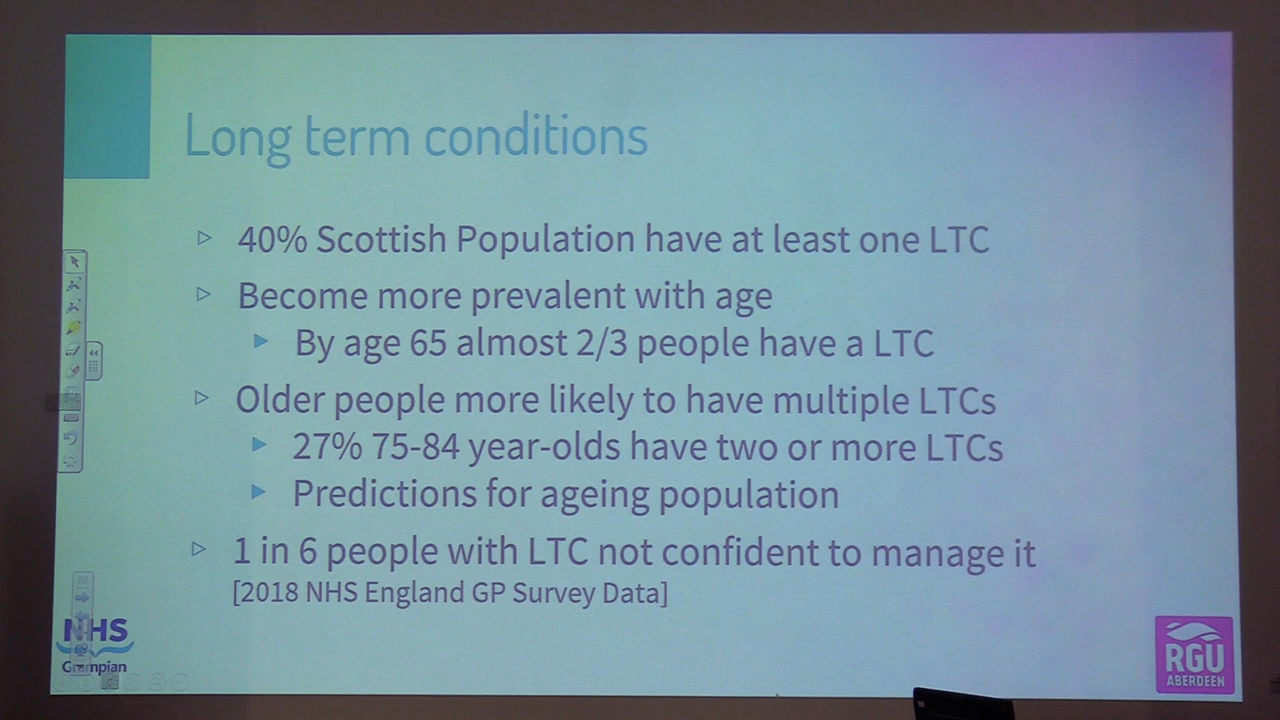 Long term conditions
40% Scottish Population have at least one LTC
Become more prevalent with age
By age 65 almost 2/3 people have a LTC
Older people more likely to have multiple LTCs
27% 75-84 year-olds have two or more LTCs
Predictions for ageing population
1 in 6 people with LTC not confident to manage it
[2018 NHS England GP Survey Data]
NHS
Grampian
RGU
ABERDEEN